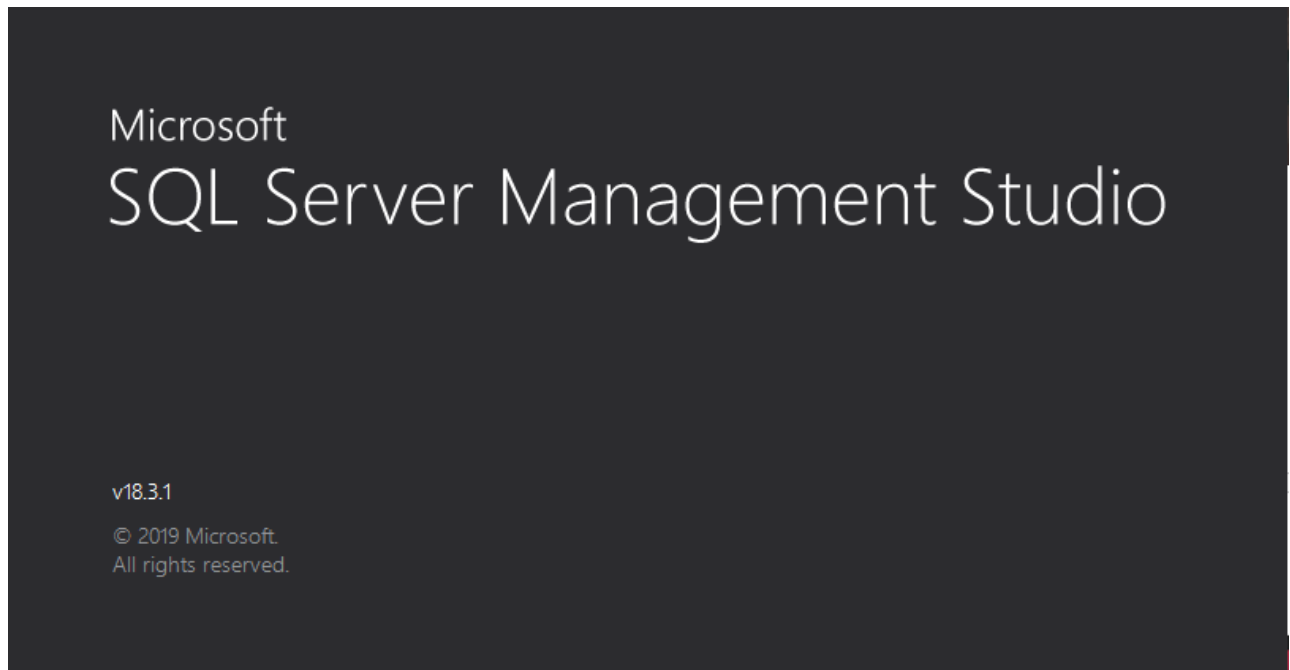 Microsoft
SQL Server Management Studio
v18.3.1
© 2019 Microsoft.
All rights reserved.